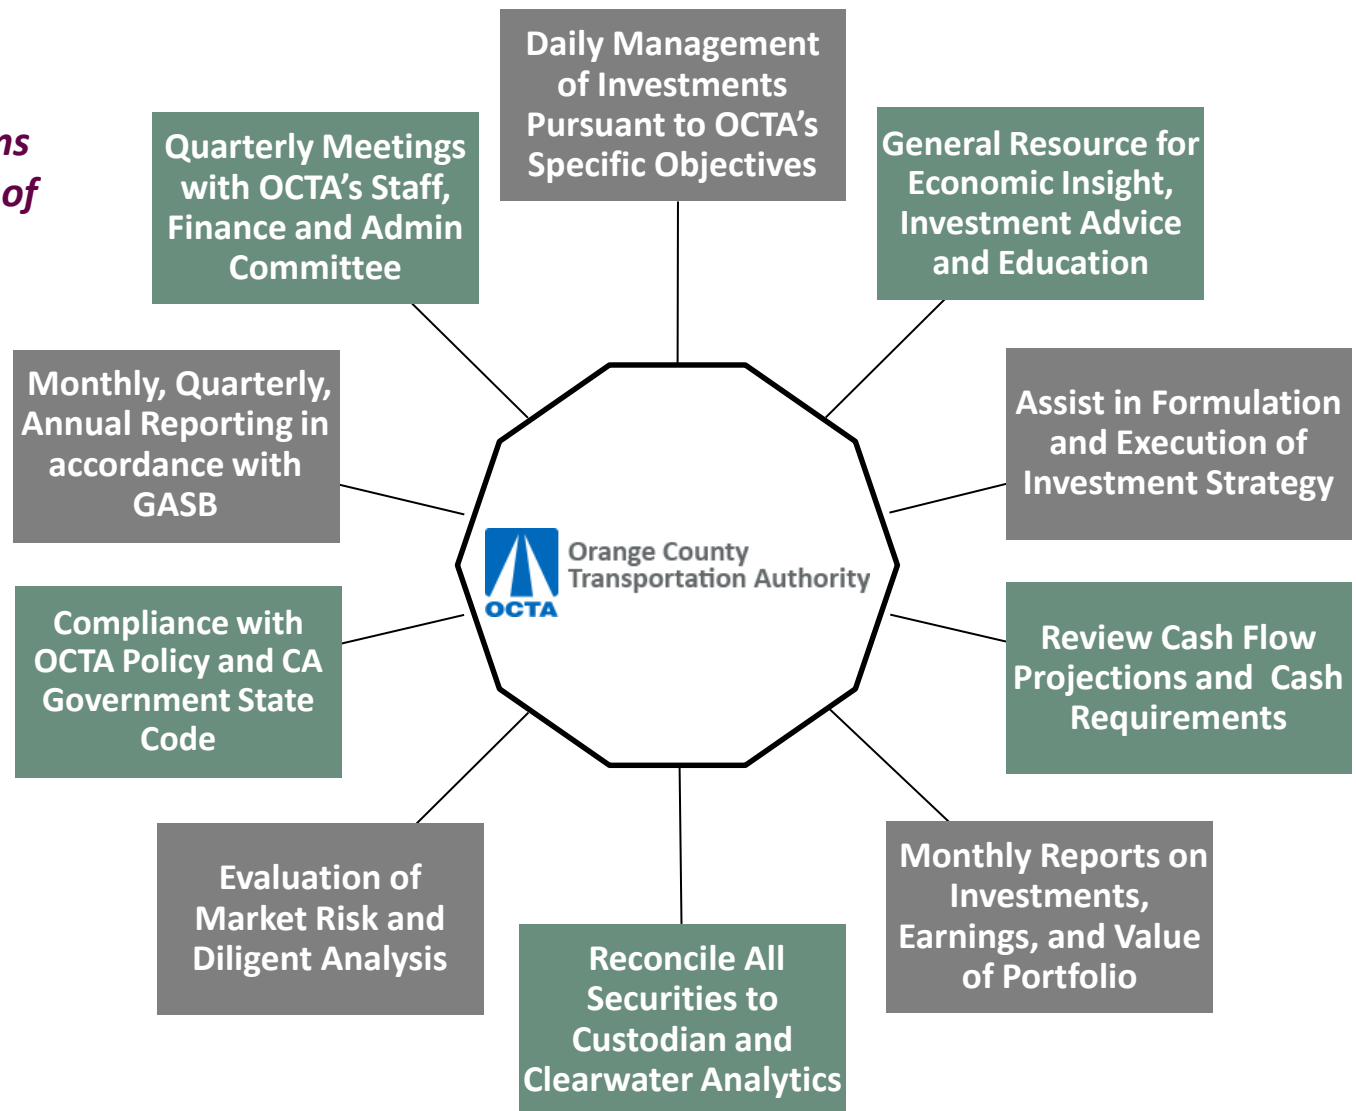 of
Daily Management
of Investments
Pursuant to OCTA's
Specific Objectives
General Resource for
Economic Insight,
Investment Advice
and Education
Assist in Formulation
and Execution of
Investment Strategy
Review Cash Flow
Projections and  Cash
Requirements
Monthly Reports on
Investments,
Earnings, and Value
of Portfolio
Reconcile All
Securities to
Custodian and
Clearwater Analytics
Evaluation of
Market Risk and
Diligent Analysis
Compliance with
OCTA Policy and CA
Government State
Code
Monthly, Quarterly,
Annual Reporting in
accordance with
GASB
Quarterly Meetings
with OCTA's Staff,
Finance and Admin
Committee
Orange County
Transportation Authority
OCTA